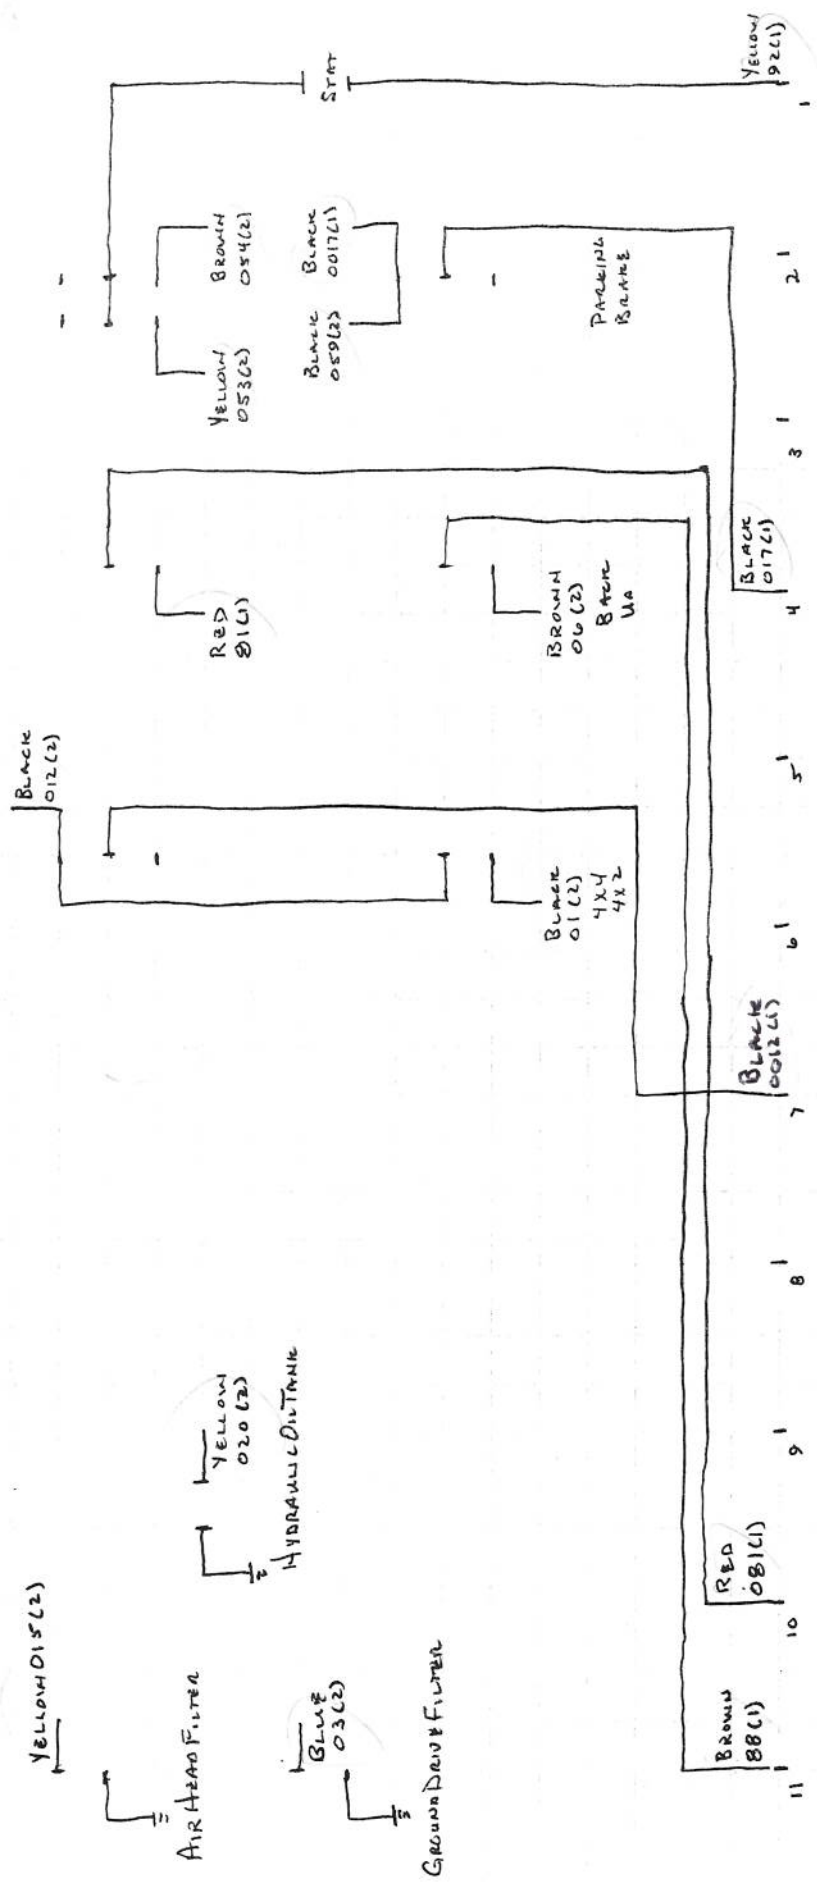 YELLOW 015(2)
AIR HEAD FILTER
YELLOW
020(2)
HYDRAULIC OIL TANK
BLUE
03(2)
GROUND DRIVE FILTER
BLACK
012(2)
BLACK
01(2)
4X4
4X2
RED
81(1)
BROWN
06(2)
BACK
UP
YELLOW
053(2)
BROWN
054(2)
BLACK
059(2)
BLACK
0017(1)
PARKING
BRAKE
STAT
BROWN
88(1)
RED
081(1)
BLACK
0012(1)
BLACK
017(1)
YELLOW
92(1)
11
10
9
8
7
6
5
4
3
2
1